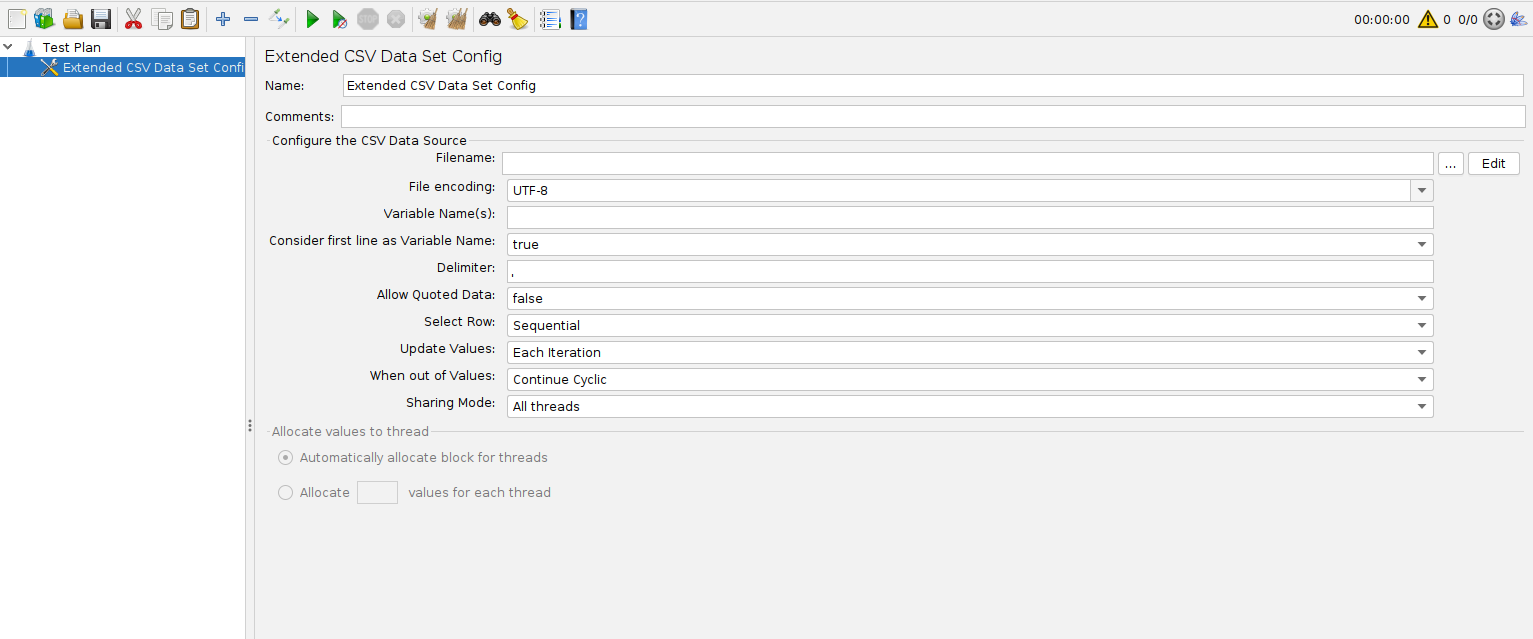 STOP
00:00:00 0 0/0
Test Plan
Extended CSV Data Set Confi
Extended CSV Data Set Config
Name: Extended CSV Data Set Config
Comments:
Configure the CSV Data Source
Filename: ... Edit
File encoding: UTF-8
Variable Name(s):
Consider first line as Variable Name: true
Delimiter: ,
Allow Quoted Data: false
Select Row: Sequential
Update Values: Each Iteration
When out of Values: Continue Cyclic
Sharing Mode: All threads
Allocate values to thread
Automatically allocate block for threads
Allocate values for each thread